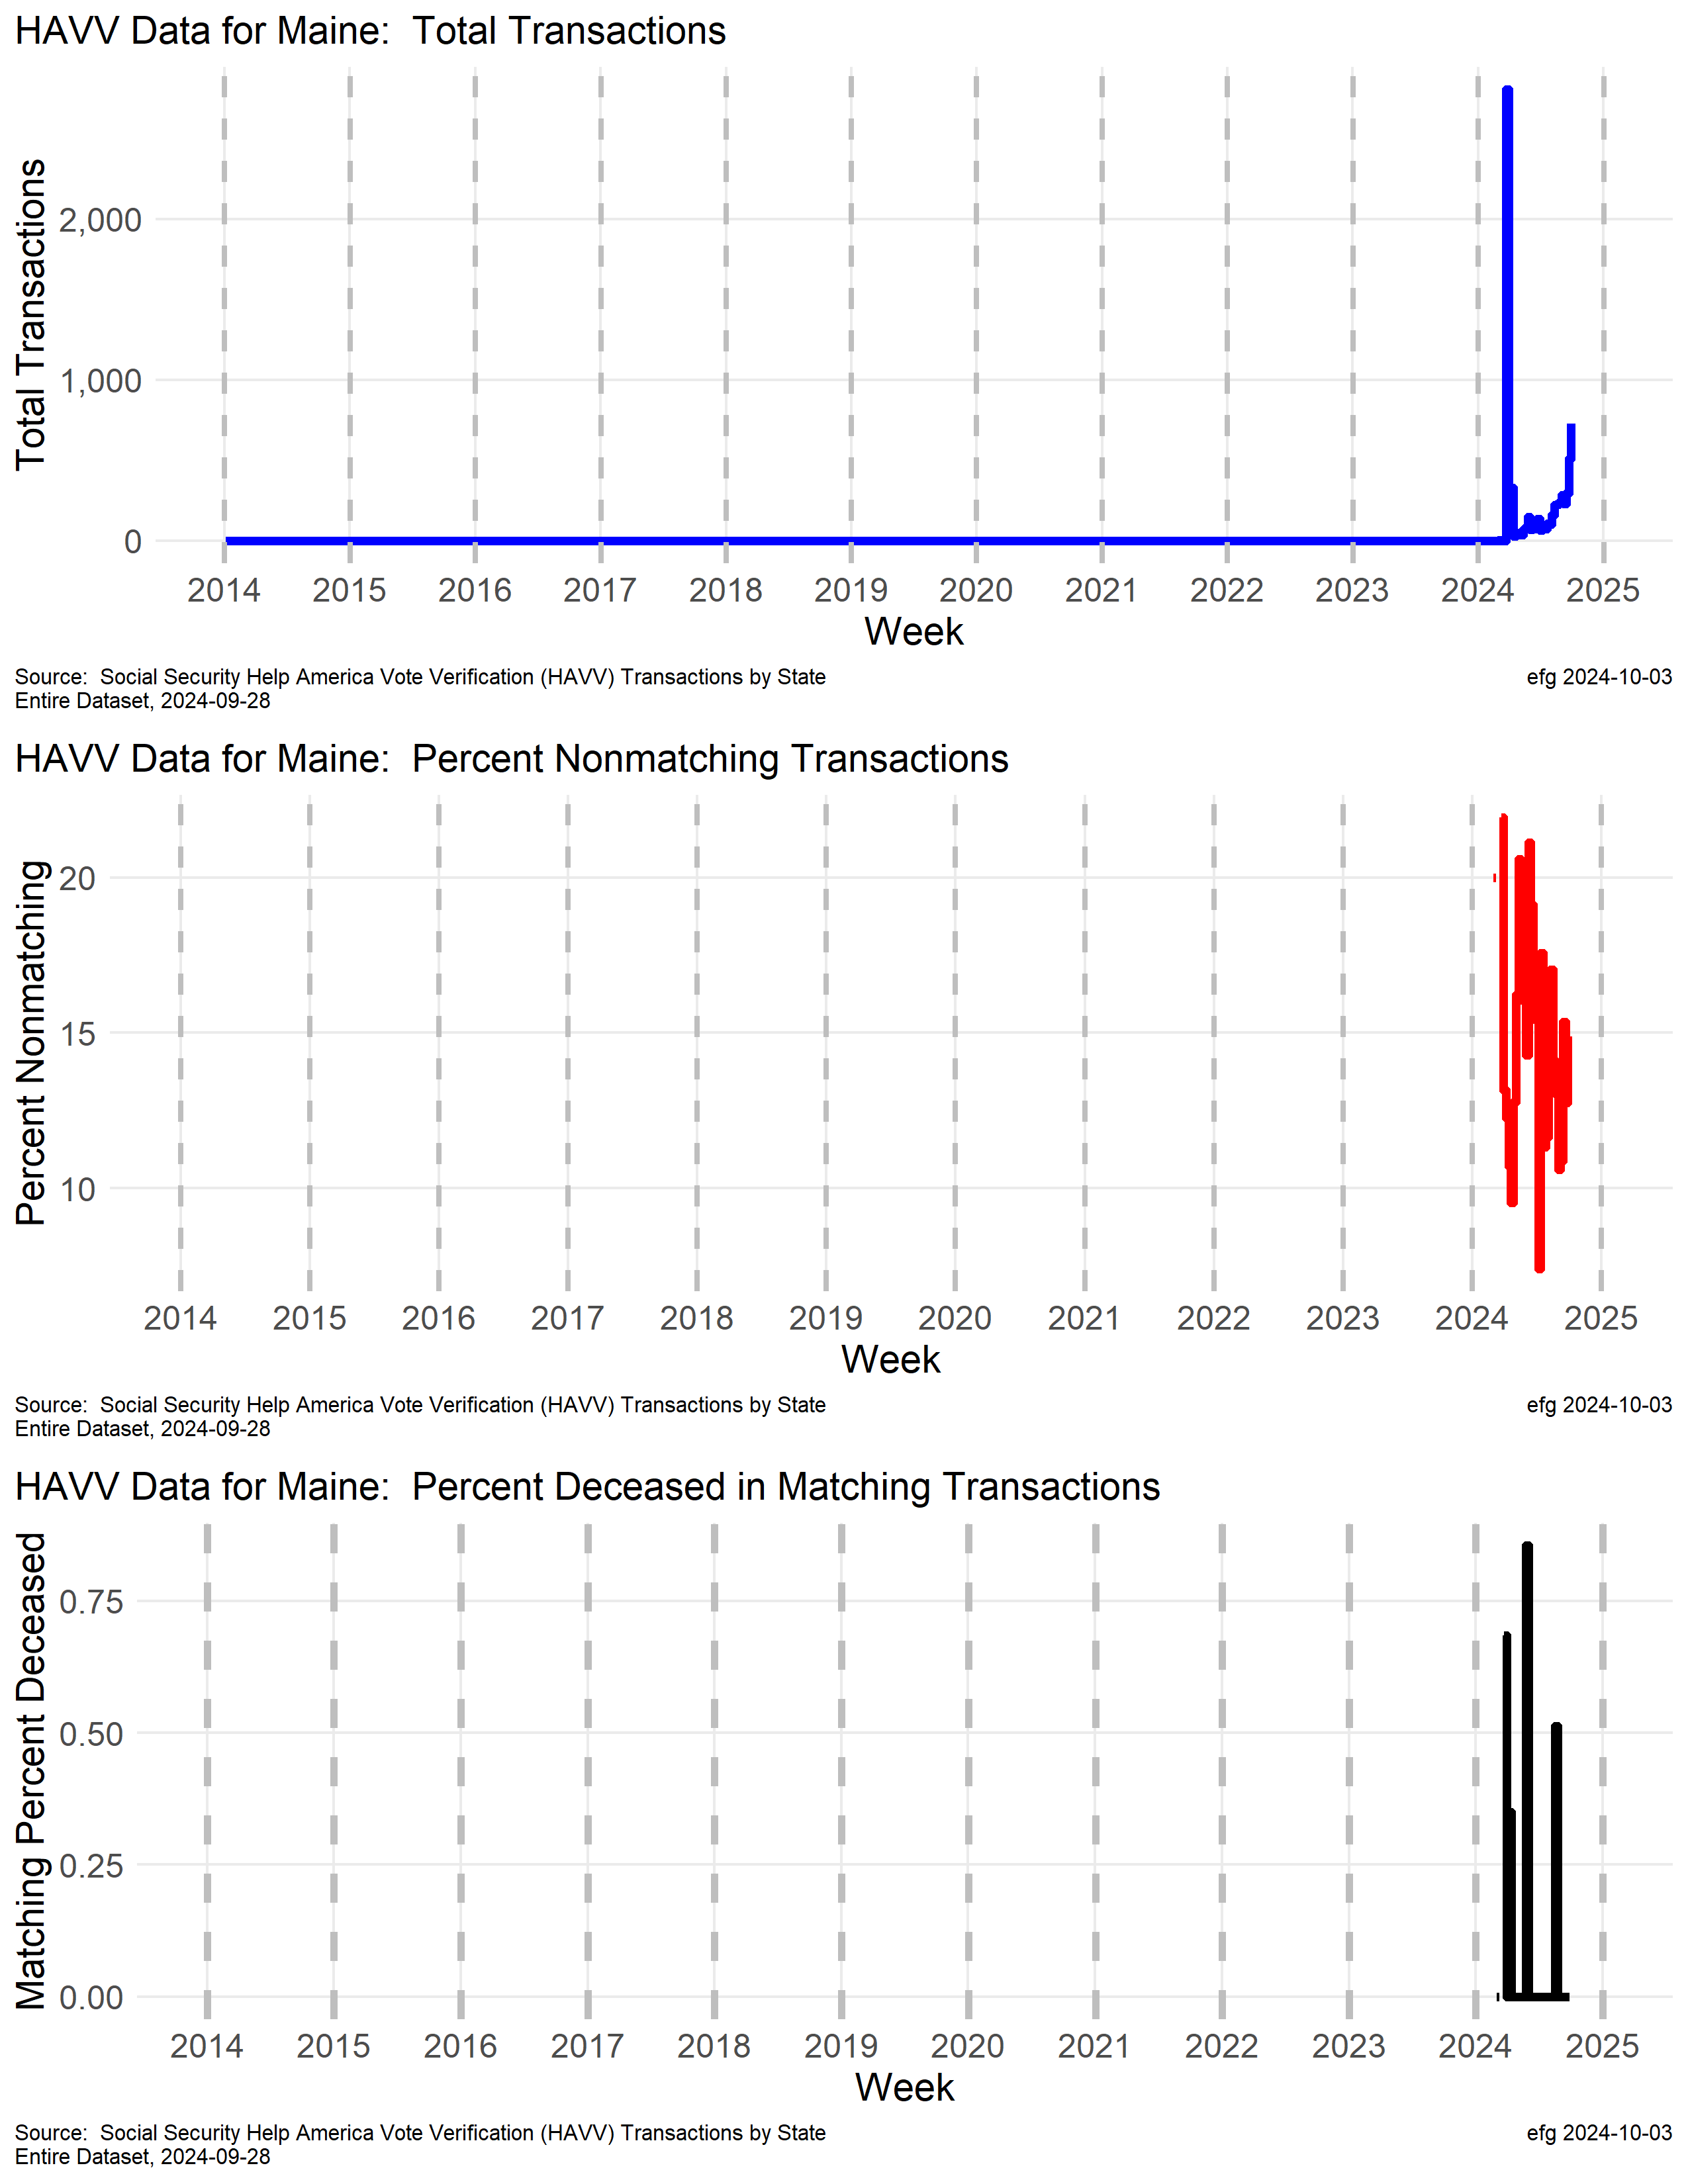 HAVV Data for Maine:  Total Transactions
Total Transactions
2,000
1,000
0
2014 2015 2016 2017 2018 2019 2020 2021 2022 2023 2024 2025
Week
Source:  Social Security Help America Vote Verification (HAVV) Transactions by State
Entire Dataset, 2024-09-28
efg 2024-10-03
HAVV Data for Maine:  Percent Nonmatching Transactions
Percent Nonmatching
20
15
10
2014 2015 2016 2017 2018 2019 2020 2021 2022 2023 2024 2025
Week
Source:  Social Security Help America Vote Verification (HAVV) Transactions by State
Entire Dataset, 2024-09-28
efg 2024-10-03
HAVV Data for Maine:  Percent Deceased in Matching Transactions
Matching Percent Deceased
0.75
0.50
0.25
0.00
2014 2015 2016 2017 2018 2019 2020 2021 2022 2023 2024 2025
Week
Source:  Social Security Help America Vote Verification (HAVV) Transactions by State
Entire Dataset, 2024-09-28
efg 2024-10-03